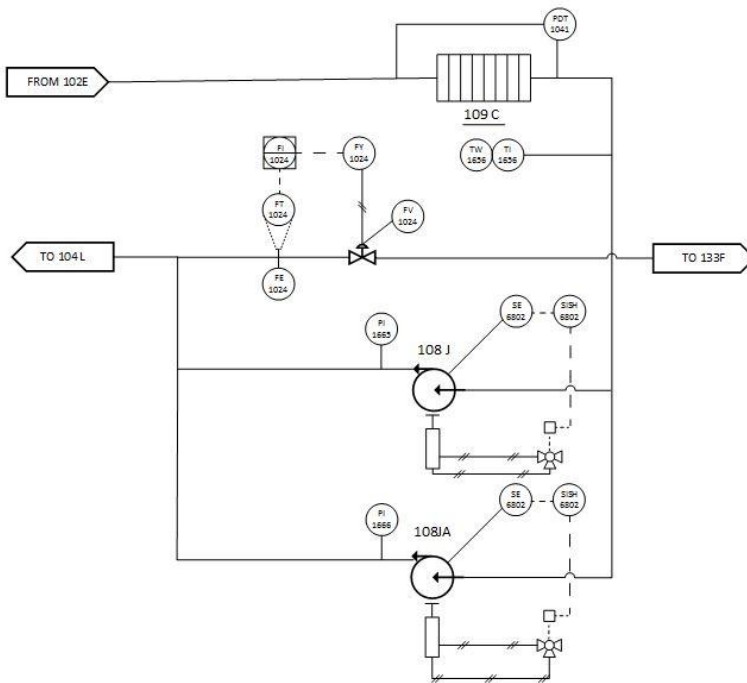 PDT
1041
FROM 102E
109 C
FI
1024
FY
1024
TW
1656
TI
1656
FT
1024
FV
1024
TO 104 L
TO 133F
FE
1024
SE
6802
SISH
6802
PI
1665
108 J
SE
6802
SISH
6802
PI
1666
108JA